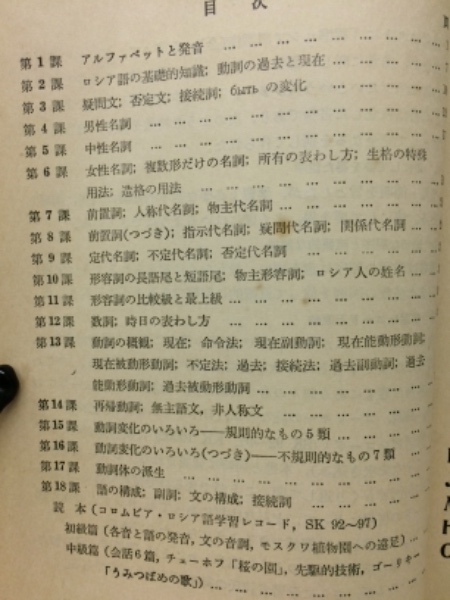 目次
第1課 アルファベットと発音 … … … … … … … …
第2課 ロシア語の基礎的知識; 動詞の過去と現在 … … … …
第3課 疑問文; 否定文; 接続詞; быть の変化 … … … …
第4課 男性名詞 … … … … … … … … … …
第5課 中性名詞 … … … … … … … … … …
第6課 女性名詞; 複数形だけの名詞; 所有の表わし方; 生格の特殊
用法; 造格の用法 … … … … … … … …
第7課 前置詞; 人称代名詞; 物主代名詞 … … … … … …
第8課 前置詞(つづき); 指示代名詞; 疑問代名詞; 関係代名詞 … …
第9課 定代名詞; 不定代名詞; 否定代名詞 … … … … …
第10課 形容詞の長語尾と短語尾; 物主形容詞; ロシア人の姓名 … …
第11課 形容詞の比較級と最上級 … … … … … … …
第12課 数詞; 時日の表わし方 … … … … … … … …
第13課 動詞の概観; 現在; 命令法; 現在副動詞; 現在能動形動詞;
現在被動形動詞; 不定法; 過去; 接続法; 過去副動詞; 過去
能動形動詞; 過去被動形動詞 … … … … … …
第14課 再帰動詞; 無主語文, 非人称文 … … … … … …
第15課 動詞変化のいろいろ——規則的なもの5類 … … … …
第16課 動詞変化のいろいろ(つづき)——不規則的なもの7類 …
第17課 動詞体の派生 … … … … … … … …
第18課 語の構成; 副詞; 文の構成; 接続詞 … … … …
読本 (コロムビア・ロシア語学習レコード, SK 92~97)
初級篇 (各音と語の発音, 文の音調, モスクワ植物園への遠足) …
中級篇 (会話6篇, チェーホフ「桜の園」, 先駆的技術, ゴーリキー
「うみつばめの歌」) … … … … … …